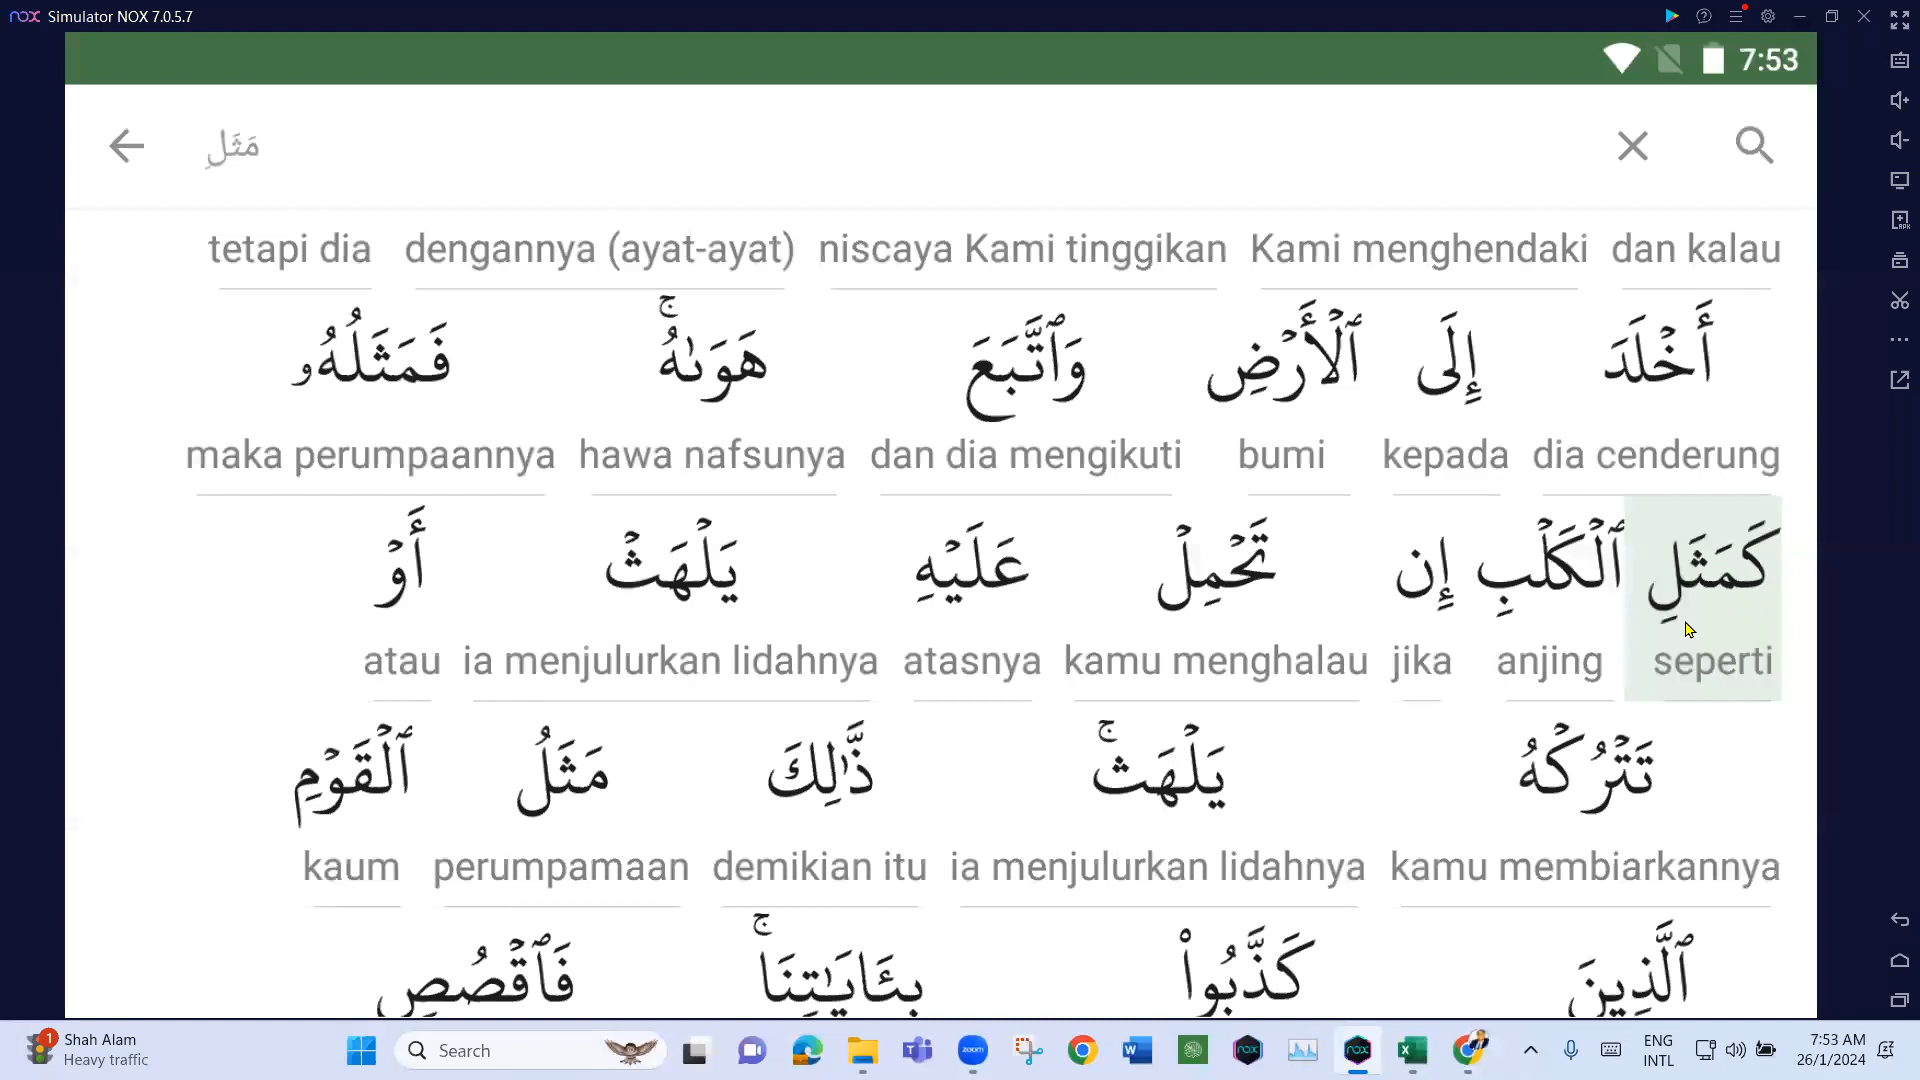 nox Simulator NOX 7.0.5.7
7:53
مَثَلِ
dan kalau Kami menghendaki niscaya Kami tinggikan dengannya (ayat-ayat) tetapi dia
أَخْلَدَ إِلَى ٱلْأَرْضِ وَٱتَّبَعَ هَوَىٰهُ ۚ فَمَثَلُهُۥ
dia cenderung kepada bumi dan dia mengikuti hawa nafsunya maka perumpaannya
كَمَثَلِ ٱلْكَلْبِ إِن تَحْمِلْ عَلَيْهِ يَلْهَثْ أَوْ
seperti anjing jika kamu menghalau atasnya ia menjulurkan lidahnya atau
تَتْرُكْهُ يَلْهَث ۚ ذَّٰلِكَ مَثَلُ ٱلْقَوْمِ
kamu membiarkannya ia menjulurkan lidahnya demikian itu perumpamaan kaum
ٱلَّذِينَ كَذَّبُوا۟ بِـَٔايَـٰتِنَا ۚ فَٱقْصُصِ
1 Shah Alam
Heavy traffic
Search
zoom
ENG
INTL
7:53 AM
26/1/2024